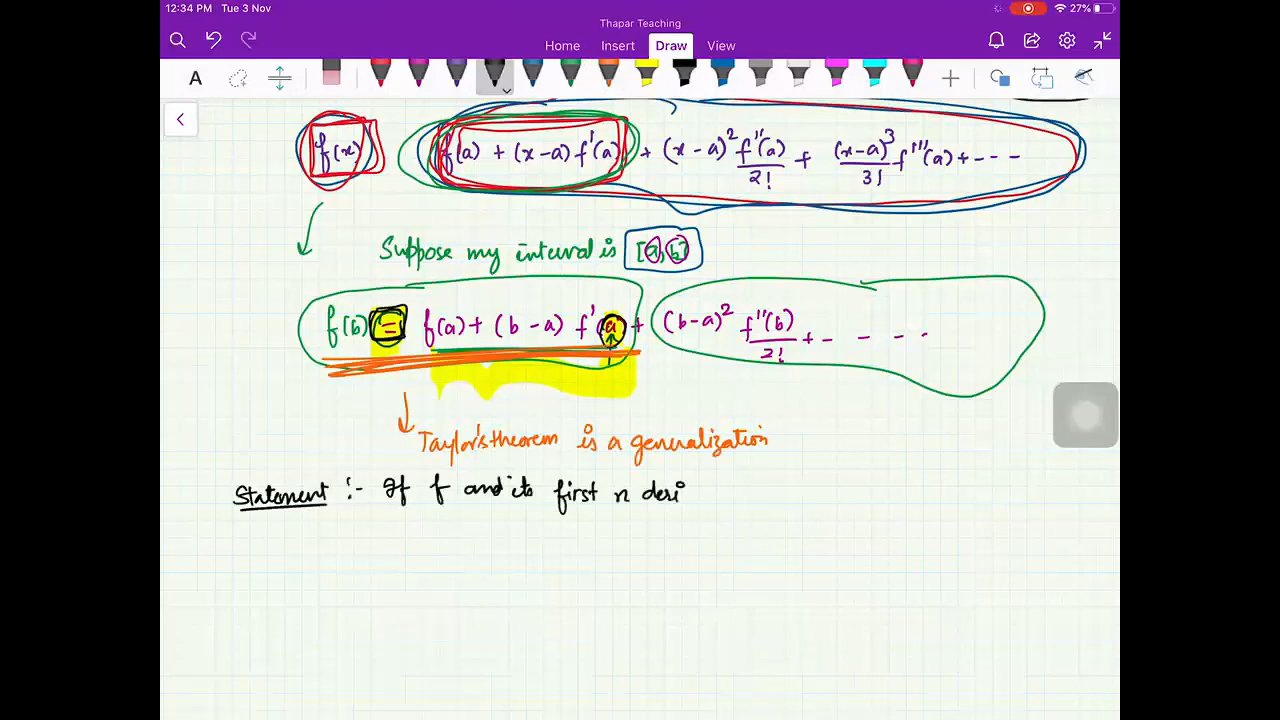 12:34 PM Tue 3 Nov
27%
Thapar Teaching
Home Insert Draw View
A
f(x) f(a) + (x-a) f'(a) + (x-a)² f''(a)/2! + (x-a)³/3! f'''(a) + - - -
Suppose my interval is [a, b]
f(b) = f(a) + (b-a) f'(a) + (b-a)² f''(b)/2! + - - - -
Taylor's theorem is a generalization
Statement :- If f and its first n deri